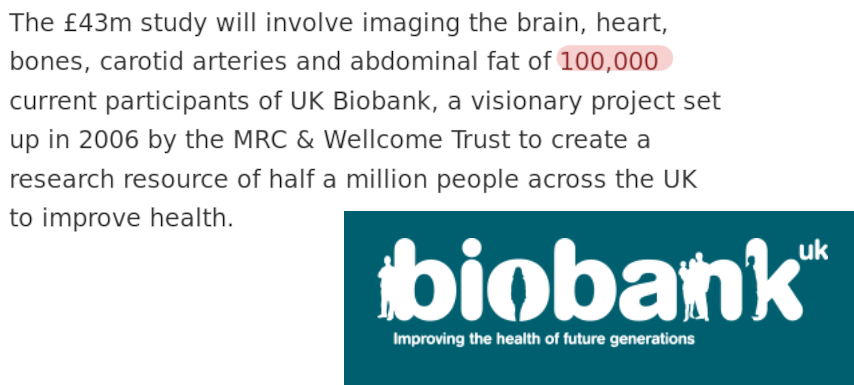 The £43m study will involve imaging the brain, heart,
bones, carotid arteries and abdominal fat of 100,000
current participants of UK Biobank, a visionary project set
up in 2006 by the MRC & Wellcome Trust to create a
research resource of half a million people across the UK
to improve health.
biobank uk
Improving the health of future generations